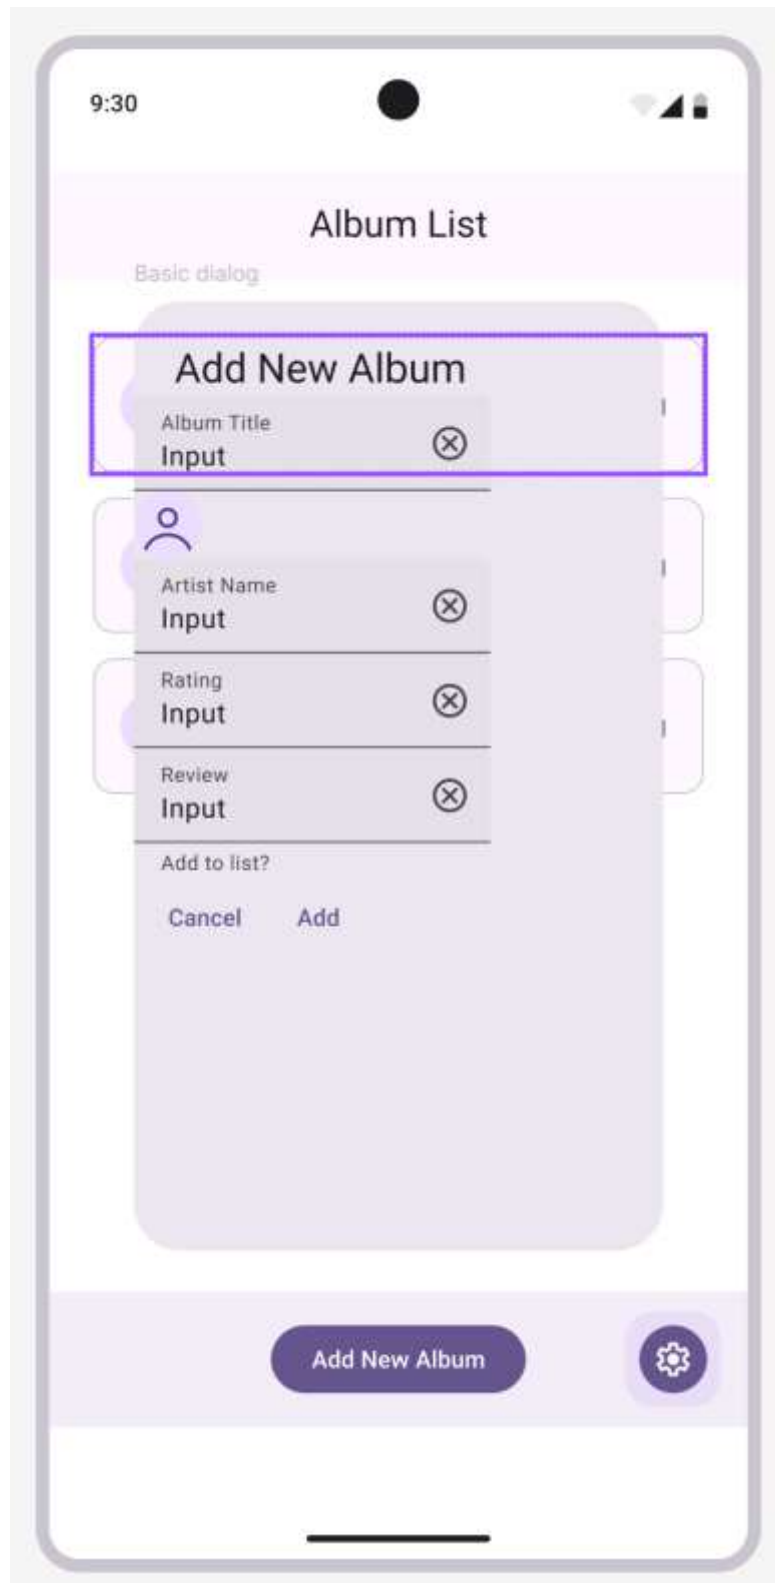 9:30
Album List
Basic dialog
Add New Album
Album Title
Input
Artist Name
Input
Rating
Input
Review
Input
Add to list?
Cancel Add
Add New Album